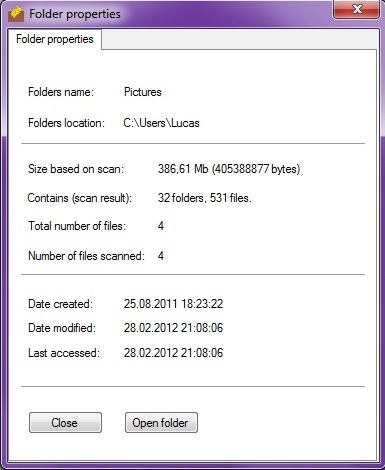 Folder properties
Folder properties
Folders name: Pictures
Folders location: C:\Users\Lucas
Size based on scan: 386,61 Mb (405388877 bytes)
Contains (scan result): 32 folders, 531 files.
Total number of files: 4
Number of files scanned: 4
Date created: 25.08.2011 18:23:22
Date modified: 28.02.2012 21:08:06
Last accessed: 28.02.2012 21:08:06
Close Open folder